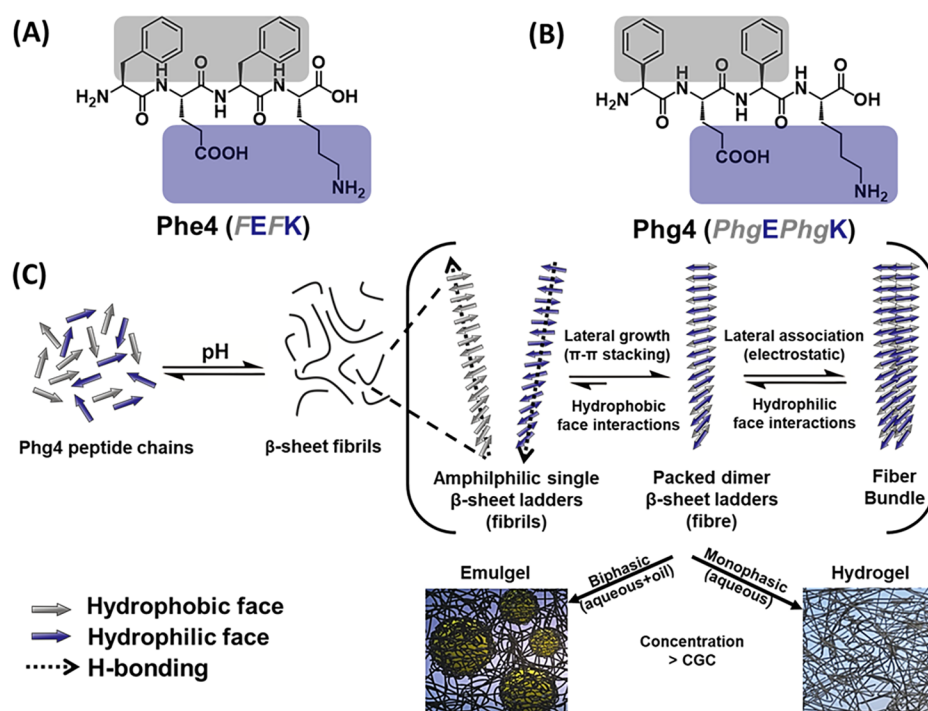 (A)
H₂N
O
H
N
O
N
H
O
H
N
O
OH
COOH
NH₂
Phe4 (FEFK)
(B)
H₂N
O
H
N
O
N
H
O
H
N
O
OH
COOH
NH₂
Phg4 (PhgEPhgK)
(C)
Phg4 peptide chains
pH
β-sheet fibrils
Amphilphilic single
β-sheet ladders
(fibrils)
Lateral growth
(π-π stacking)
Hydrophobic
face interactions
Packed dimer
β-sheet ladders
(fibre)
Lateral association
(electrostatic)
Hydrophilic
face interactions
Fiber
Bundle
Emulgel
Biphasic
(aqueous+oil)
Monophasic
(aqueous)
Hydrogel
Concentration
> CGC
Hydrophobic face
Hydrophilic face
H-bonding